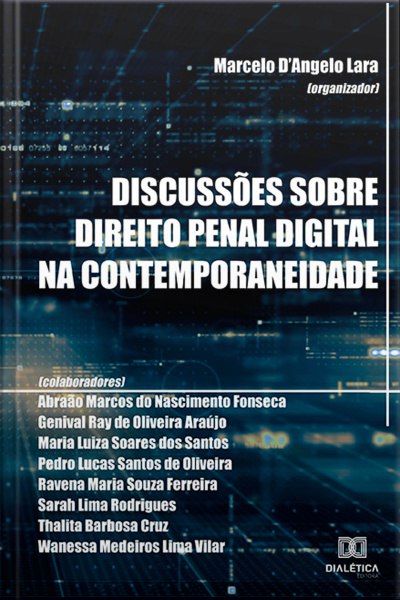 Marcelo D'Angelo Lara
(organizador)
DISCUSSÕES SOBRE
DIREITO PENAL DIGITAL
NA CONTEMPORANEIDADE
(colaboradores)
Abraão Marcos do Nascimento Fonseca
Genival Ray de Oliveira Araújo
Maria Luiza Soares dos Santos
Pedro Lucas Santos de Oliveira
Ravena Maria Souza Ferreira
Sarah Lima Rodrigues
Thalita Barbosa Cruz
Wanessa Medeiros Lima Vilar
DIALÉTICA
EDITORA